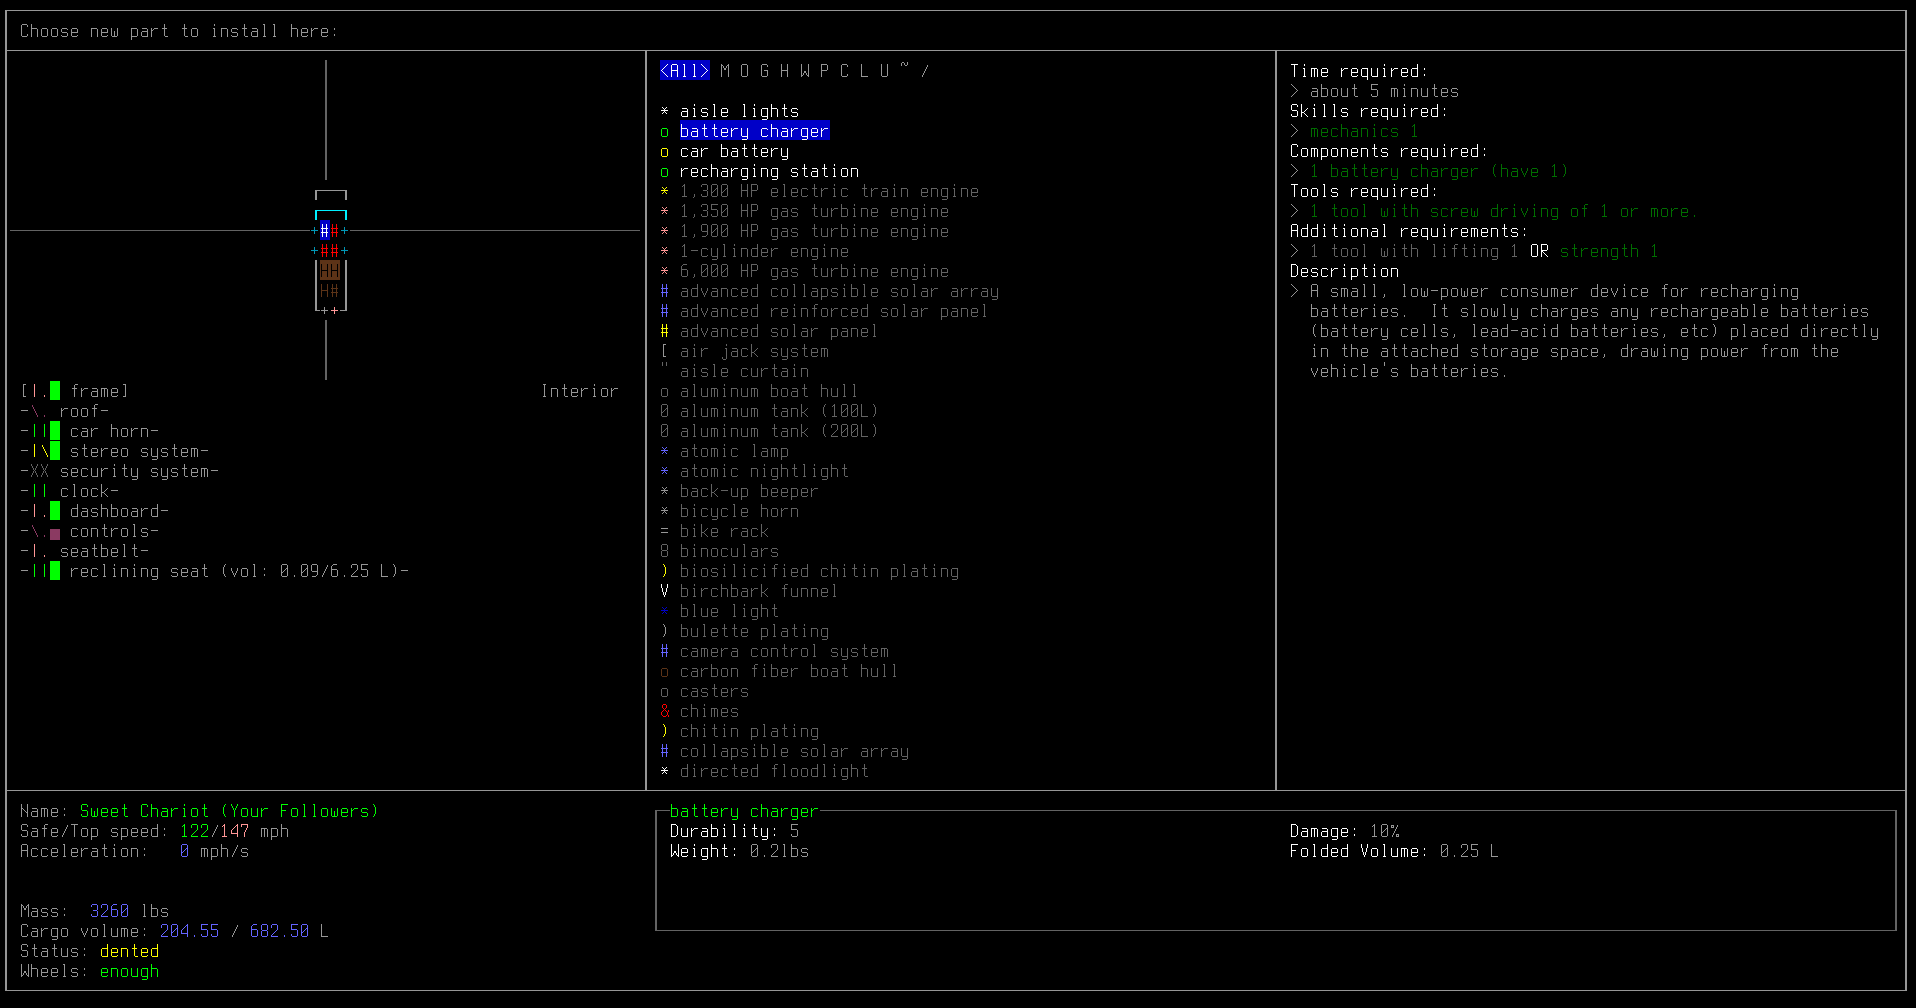 Choose new part to install here:
<All> M O G H W P C L U ~ /
* aisle lights
o battery charger
o car battery
o recharging station
* 1,300 HP electric train engine
* 1,350 HP gas turbine engine
* 1,900 HP gas turbine engine
* 1-cylinder engine
* 6,000 HP gas turbine engine
# advanced collapsible solar array
# advanced reinforced solar panel
# advanced solar panel
[ air jack system
" aisle curtain
o aluminum boat hull
0 aluminum tank (100L)
0 aluminum tank (200L)
* atomic lamp
* atomic nightlight
* back-up beeper
* bicycle horn
= bike rack
8 binoculars
) biosilicified chitin plating
V birchbark funnel
blue light
) bulette plating
# camera control system
o carbon fiber boat hull
o casters
& chimes
) chitin plating
# collapsible solar array
* directed floodlight
Time required:
> about 5 minutes
Skills required:
> mechanics 1
Components required:
> 1 battery charger (have 1)
Tools required:
> 1 tool with screw driving of 1 or more.
Additional requirements:
> 1 tool with lifting 1 OR strength 1
Description
> A small, low-power consumer device for recharging
batteries.  It slowly charges any rechargeable batteries
(battery cells, lead-acid batteries, etc) placed directly
in the attached storage space, drawing power from the
vehicle's batteries.
+##+
+##+
HH
H#
++
[|. frame] Interior
-\. roof-
-|| car horn-
-|\ stereo system-
-XX security system-
-|| clock-
-|. dashboard-
-\. controls-
-|. seatbelt-
-|| reclining seat (vol: 0.09/6.25 L)-
Name: Sweet Chariot (Your Followers)
Safe/Top speed: 122/147 mph
Acceleration:   0 mph/s
Mass:  3260 lbs
Cargo volume: 204.55 / 682.50 L
Status: dented
Wheels: enough
battery charger
Durability: 5
Weight: 0.2lbs
Damage: 10%
Folded Volume: 0.25 L